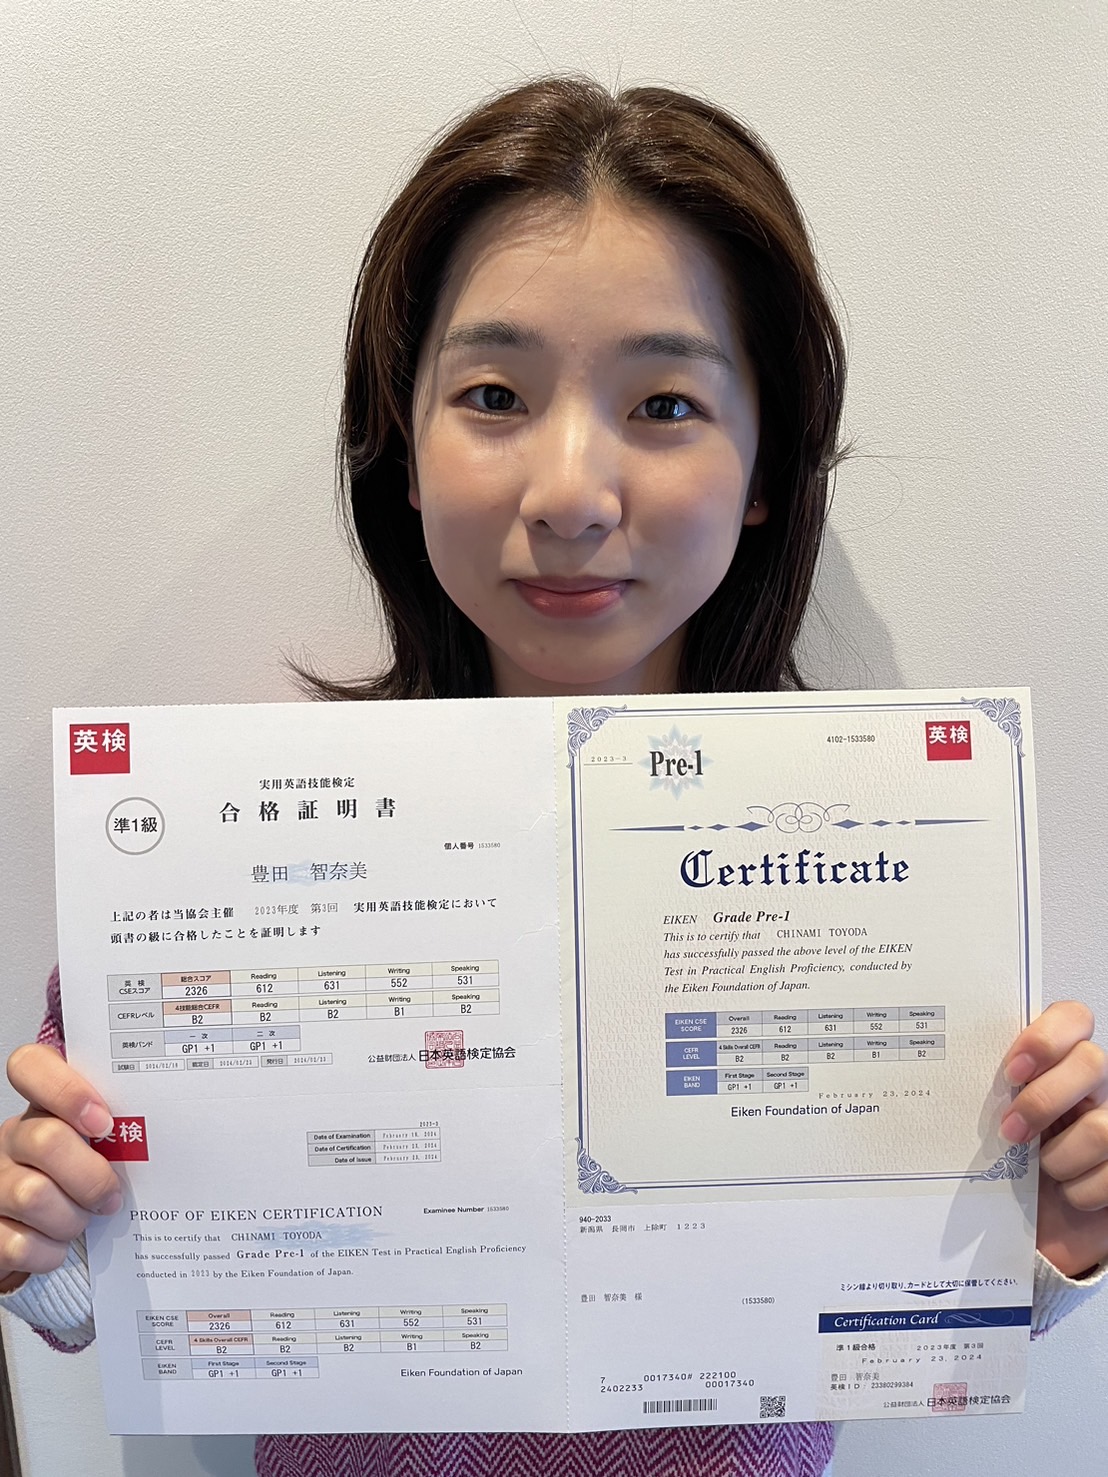 英検
実用英語技能検定
合格証明書
準1級
個人番号 1533580
豊田 智奈美
上記の者は当協会主催 2023年度 第3回 実用英語技能検定において
頭書の級に合格したことを証明します
英検CSEスコア 総合スコア 2326 Reading 612 Listening 631 Writing 552 Speaking 531
CEFRレベル 4技能総合CEFR B2 Reading B2 Listening B2 Writing B1 Speaking B2
英検バンド 一次 GP1 +1 二次 GP1 +1
試験日 2024/02/18 認定日 2024/02/23 発行日 2024/02/23
公益財団法人 日本英語検定協会
英検
2023-3
Date of Examination February 18, 2024
Date of Certification February 23, 2024
Date of Issue February 23, 2024
PROOF OF EIKEN CERTIFICATION
Examinee Number 1533580
This is to certify that CHINAMI TOYODA
has successfully passed Grade Pre-1 of the EIKEN Test in Practical English Proficiency
conducted in 2023 by the Eiken Foundation of Japan.
EIKEN CSE SCORE Overall 2326 Reading 612 Listening 631 Writing 552 Speaking 531
CEFR LEVEL 4 Skills Overall CEFR B2 Reading B2 Listening B2 Writing B1 Speaking B2
EIKEN BAND First Stage GP1 +1 Second Stage GP1 +1
Eiken Foundation of Japan
2023-3
Pre-1
4102-1533580
英検
Certificate
EIKEN Grade Pre-1
This is to certify that CHINAMI TOYODA
has successfully passed the above level of the EIKEN
Test in Practical English Proficiency, conducted by
the Eiken Foundation of Japan.
EIKEN CSE SCORE Overall 2326 Reading 612 Listening 631 Writing 552 Speaking 531
CEFR LEVEL 4 Skills Overall CEFR B2 Reading B2 Listening B2 Writing B1 Speaking B2
EIKEN BAND First Stage GP1 +1 Second Stage GP1 +1
February 23, 2024
Eiken Foundation of Japan
940-2033
新潟県 長岡市 上除町 1223
豊田 智奈美 様
(1533580)
ミシン線より切り取り、カードとして大切に保管してください。
Certification Card
準1級合格 2023年度 第3回
February 23, 2024
豊田 智奈美
英検ID: 23380299384
公益財団法人 日本英語検定協会
7 0017340# 222100
2402233 00017340